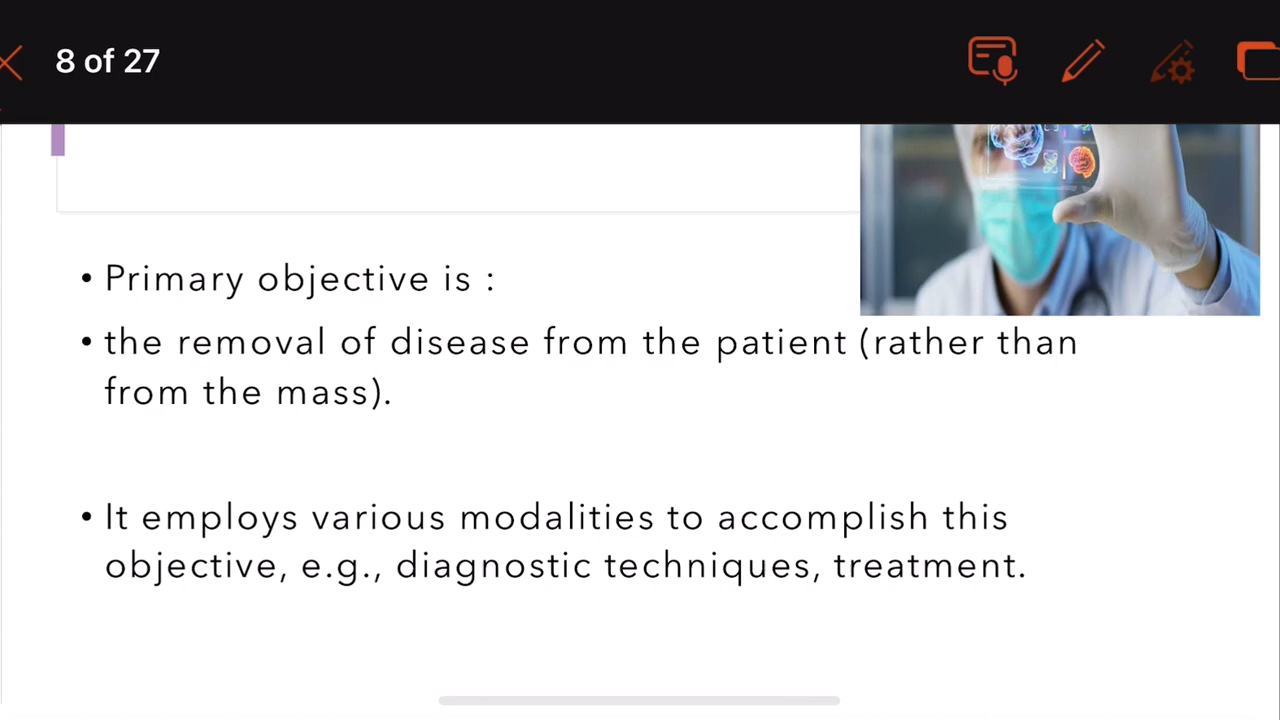 8 of 27
• Primary objective is :
• the removal of disease from the patient (rather than
from the mass).
• It employs various modalities to accomplish this
objective, e.g., diagnostic techniques, treatment.